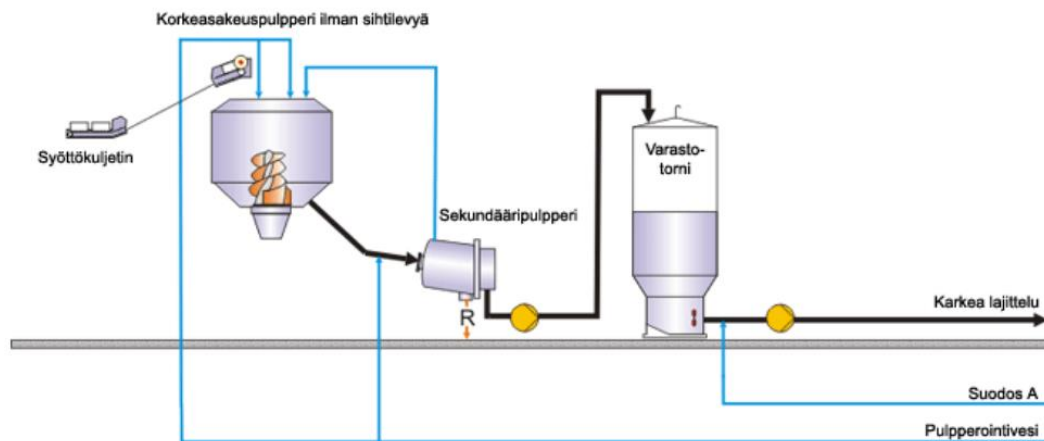 Korkeasakeuspulpperi ilman sihtilevyä
Syöttökuljetin
Sekundääripulpperi
Varasto-
torni
R
Karkea lajittelu
Suodos A
Pulpperointivesi